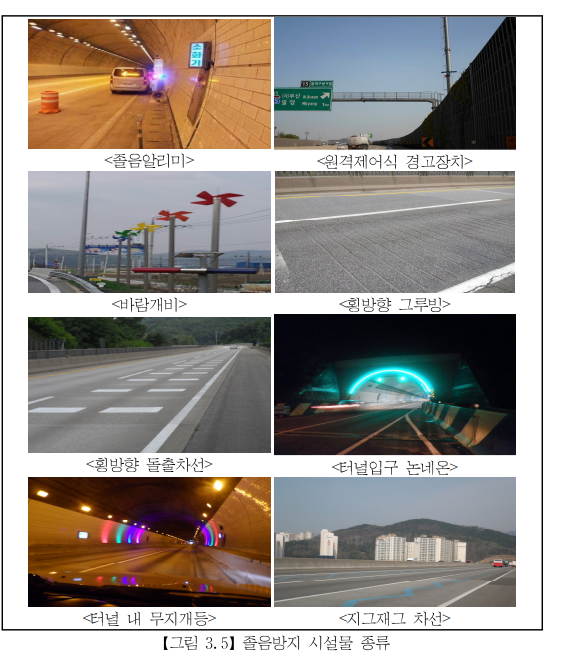 소화기
<졸음알리미>
<원격제어식 경고장치>
<바람개비>
<횡방향 그루빙>
<횡방향 돌출차선>
<터널입구 논네온>
<터널 내 무지개등>
<지그재그 차선>
【그림 3.5】 졸음방지 시설물 종류